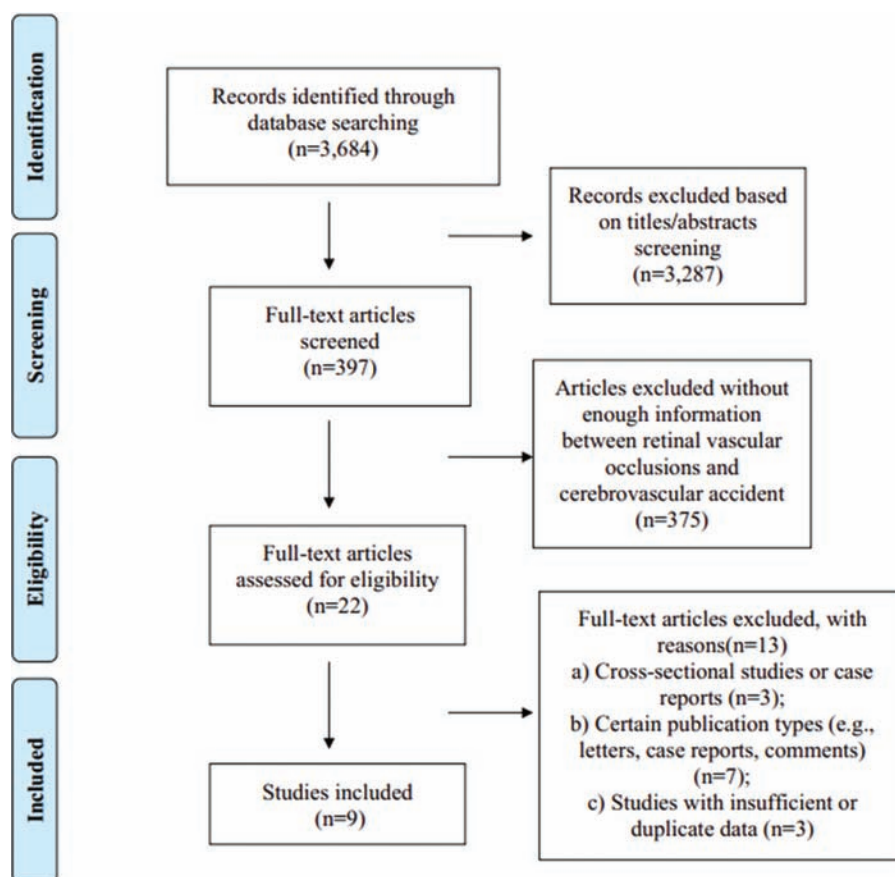 Identification
Records identified through
database searching
(n=3,684)
Records excluded based
on titles/abstracts
screening
(n=3,287)
Screening
Full-text articles
screened
(n=397)
Articles excluded without
enough information
between retinal vascular
occlusions and
cerebrovascular accident
(n=375)
Eligibility
Full-text articles
assessed for eligibility
(n=22)
Full-text articles excluded, with
reasons(n=13)
a) Cross-sectional studies or case
reports (n=3);
b) Certain publication types (e.g.,
letters, case reports, comments)
(n=7);
c) Studies with insufficient or
duplicate data (n=3)
Included
Studies included
(n=9)